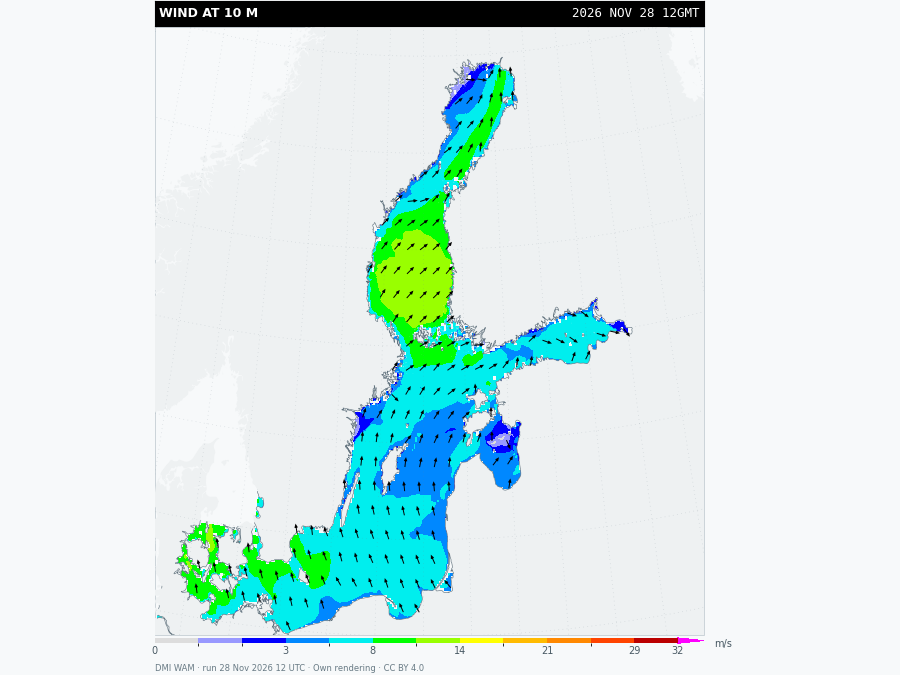 WIND AT 10 M 2026 NOV 28 12GMT
0 3 8 14 21 29 32 m/s
DMI WAM · run 28 Nov 2026 12 UTC · Own rendering · CC BY 4.0